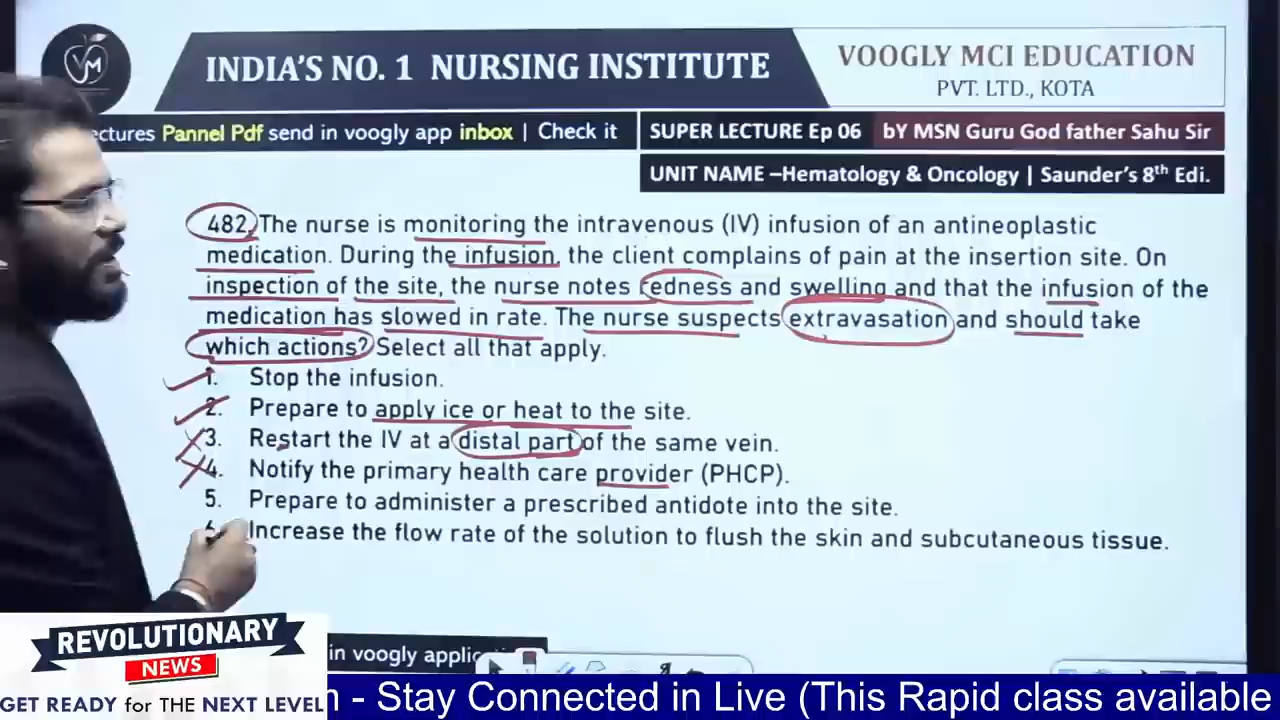 VM
INDIA'S NO. 1 NURSING INSTITUTE
VOOGLY MCI EDUCATION
PVT. LTD., KOTA
Pannel Pdf send in voogly app inbox | Check it
SUPER LECTURE Ep 06 bY MSN Guru God father Sahu Sir
UNIT NAME –Hematology & Oncology | Saunder's 8th Edi.
482. The nurse is monitoring the intravenous (IV) infusion of an antineoplastic
medication. During the infusion, the client complains of pain at the insertion site. On
inspection of the site, the nurse notes redness and swelling and that the infusion of the
medication has slowed in rate. The nurse suspects extravasation and should take
which actions? Select all that apply.
1. Stop the infusion.
2. Prepare to apply ice or heat to the site.
3. Restart the IV at a distal part of the same vein.
4. Notify the primary health care provider (PHCP).
5. Prepare to administer a prescribed antidote into the site.
Increase the flow rate of the solution to flush the skin and subcutaneous tissue.
REVOLUTIONARY
NEWS
GET READY for THE NEXT LEVEL
in voogly
- Stay Connected in Live (This Rapid class available